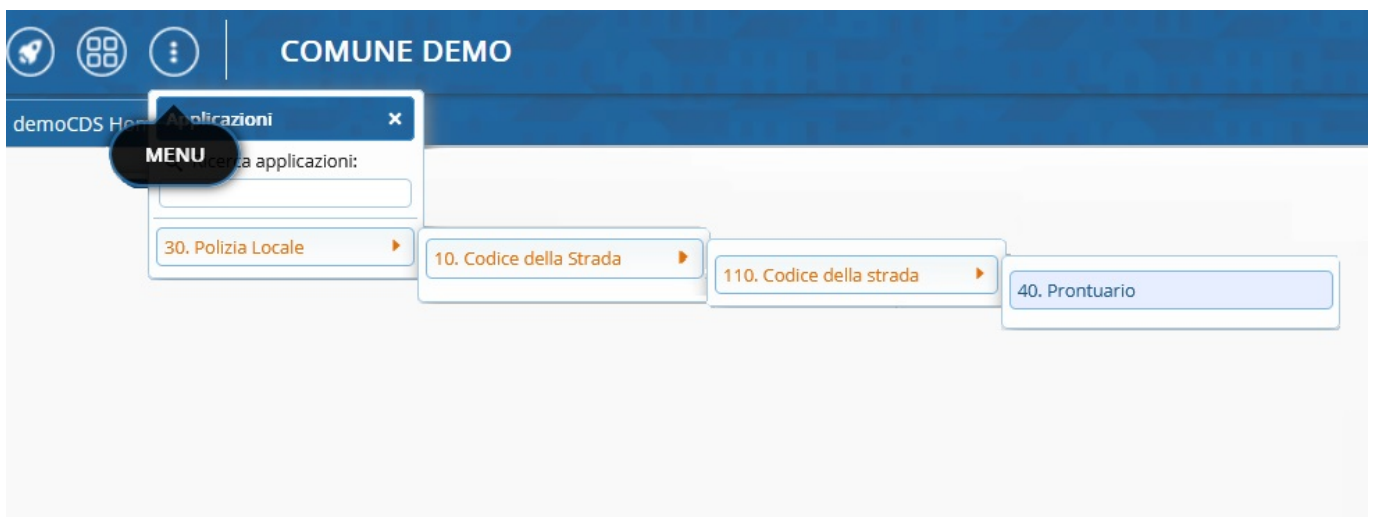 COMUNE DEMO
demoCDS
Applicazioni ×
MENU
applicazioni:
30. Polizia Locale
10. Codice della Strada
110. Codice della strada
40. Prontuario